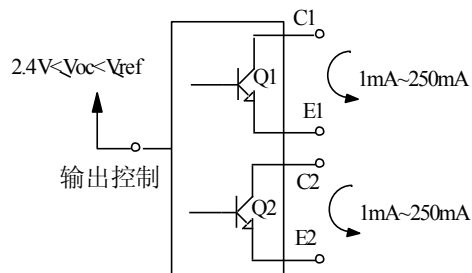 C1
2.4V<Voc<Vref
Q1
1mA~250mA
E1
输出控制
C2
Q2
1mA~250mA
E2